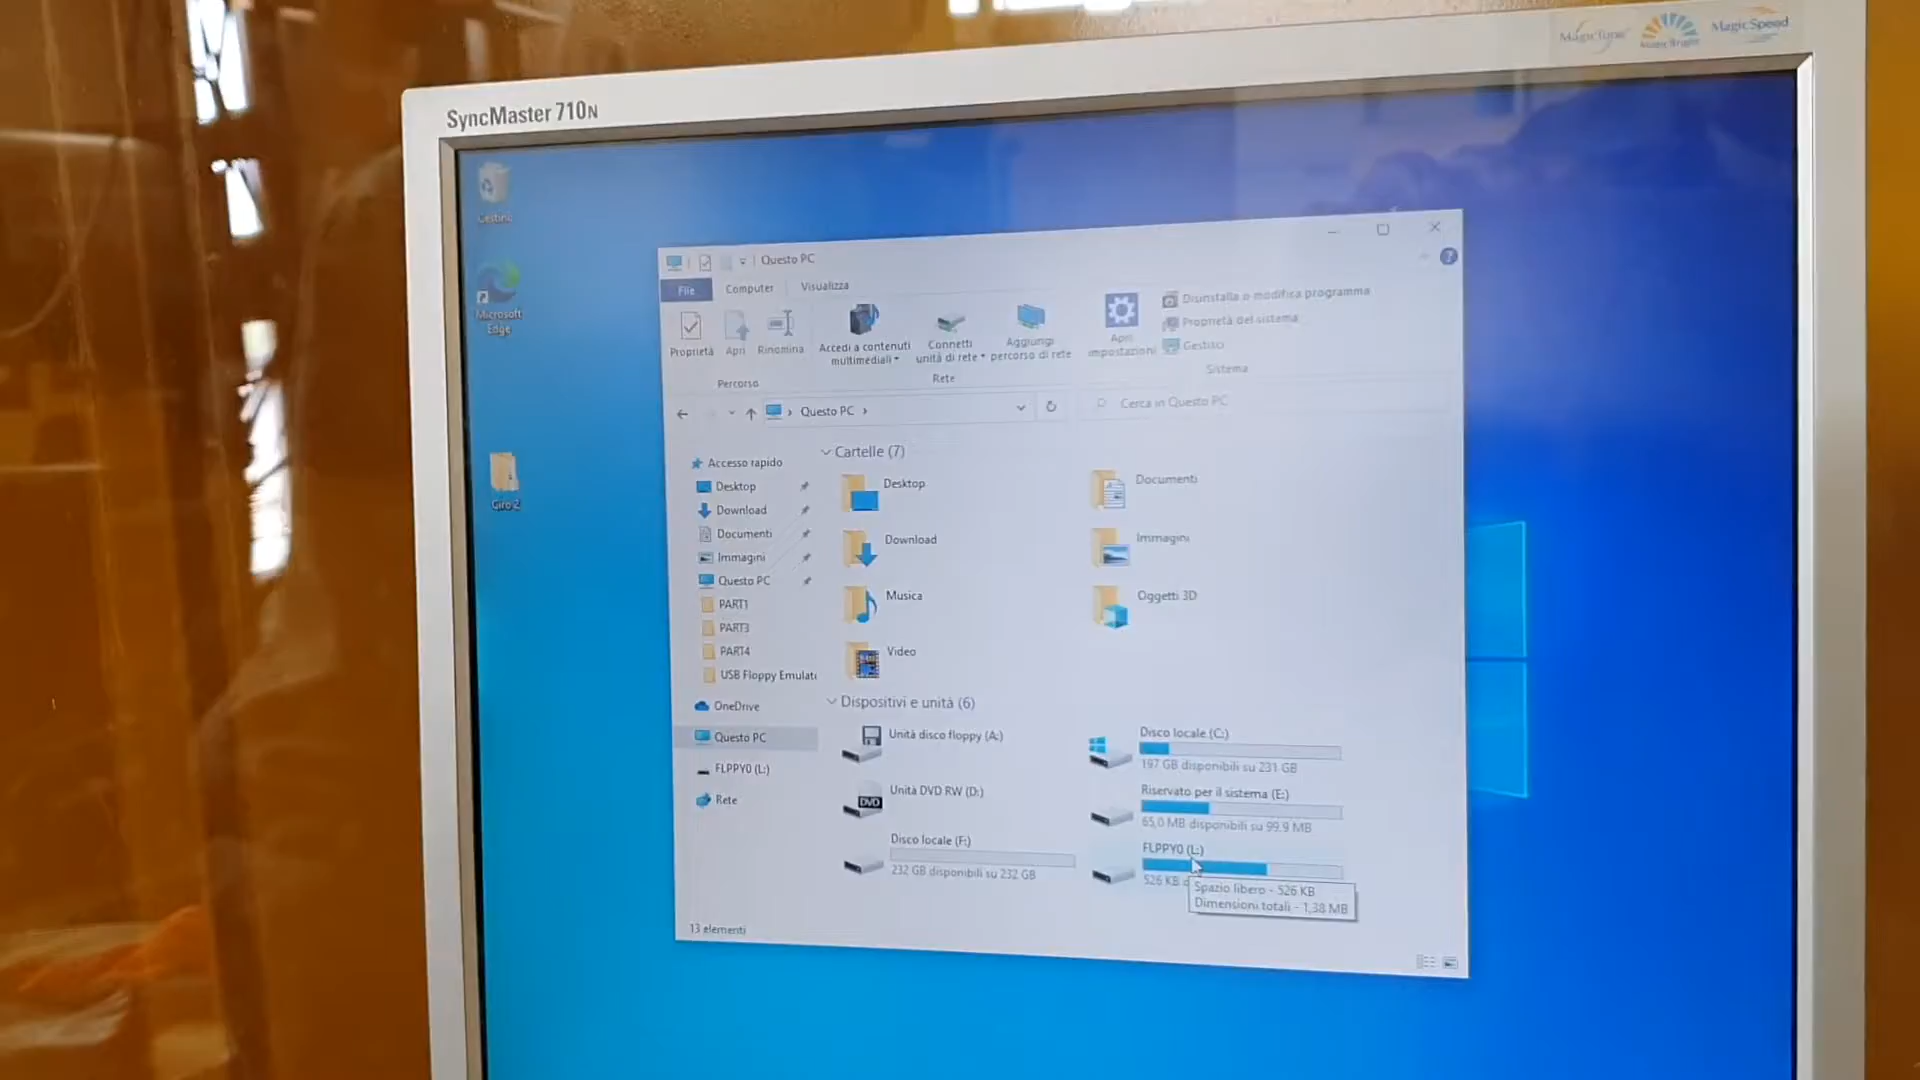 MagicTune
MagicBright
MagicSpeed
SyncMaster 710N
Cestino
Microsoft
Edge
Giro 2
Questo PC
File
Computer
Visualizza
Proprietà
Apri
Rinomina
Accedi a contenuti
multimediali
Connetti
unità di rete
Aggiungi
percorso di rete
Apri
impostazioni
Disinstalla o modifica programma
Proprietà del sistema
Gestisci
Percorso
Rete
Sistema
Questo PC
Cerca in Questo PC
Accesso rapido
Desktop
Download
Documenti
Immagini
Questo PC
PART1
PART3
PART4
USB Floppy Emulat
OneDrive
Questo PC
FLPPY0 (L:)
Rete
Cartelle (7)
Desktop
Documenti
Download
Immagini
Musica
Oggetti 3D
Video
Dispositivi e unità (6)
Unità disco floppy (A:)
Disco locale (C:)
197 GB disponibili su 231 GB
Unità DVD RW (D:)
DVD
Riservato per il sistema (E:)
65,0 MB disponibili su 99,9 MB
Disco locale (F:)
232 GB disponibili su 232 GB
FLPPY0 (L:)
526 KB
Spazio libero - 526 KB
Dimensioni totali - 1,38 MB
13 elementi